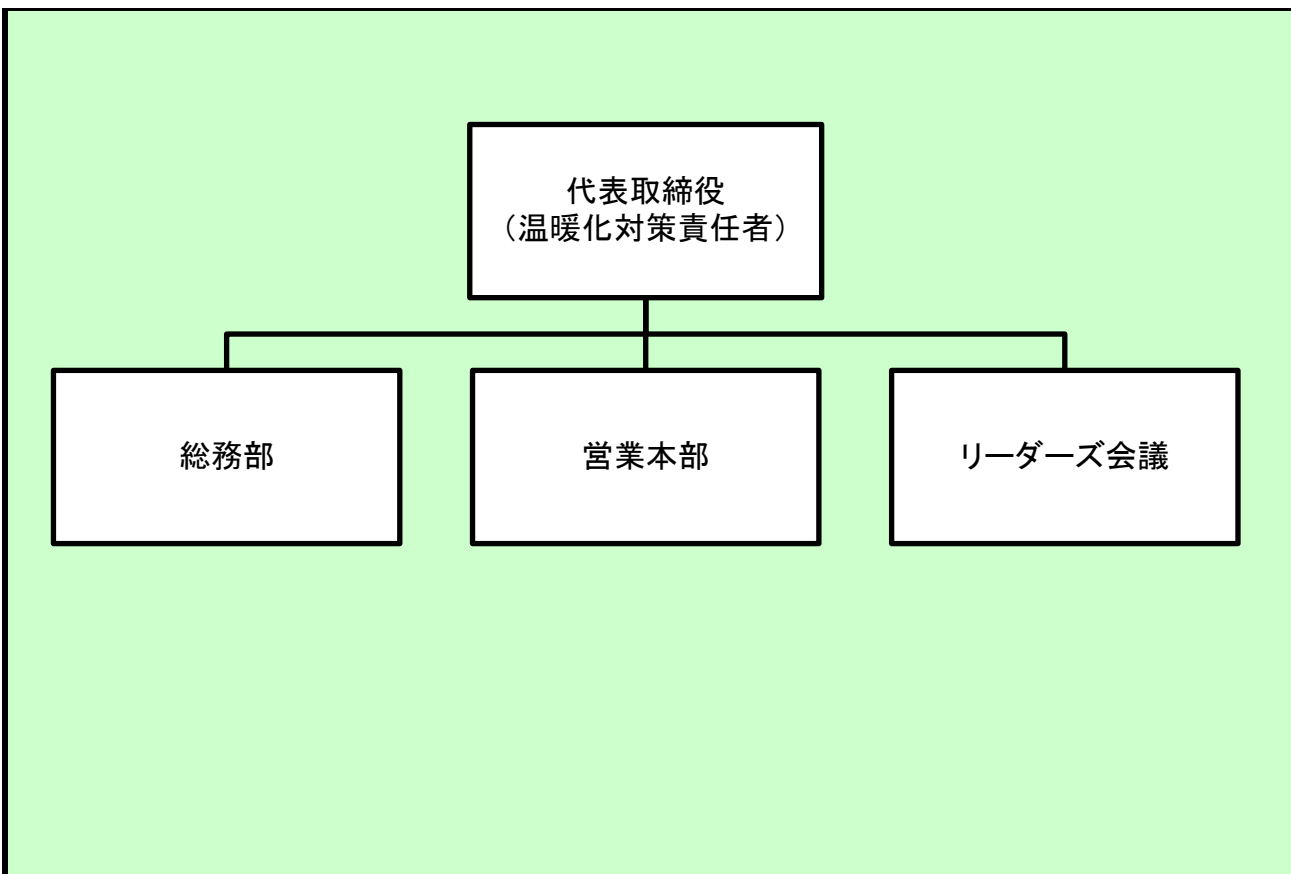 代表取締役
（温暖化対策責任者）
総務部
営業本部
リーダーズ会議